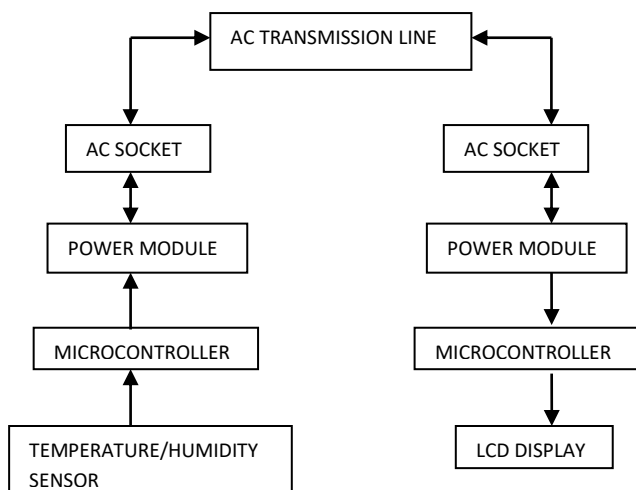 AC TRANSMISSION LINE
AC SOCKET
AC SOCKET
POWER MODULE
POWER MODULE
MICROCONTROLLER
MICROCONTROLLER
TEMPERATURE/HUMIDITY
SENSOR
LCD DISPLAY